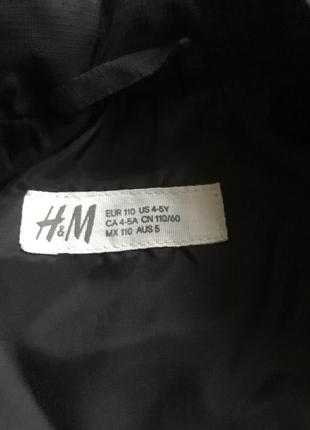 H&M
EUR 110 US 4-5Y
CA 4-5A CN 110/60
MX 110 AUS 5